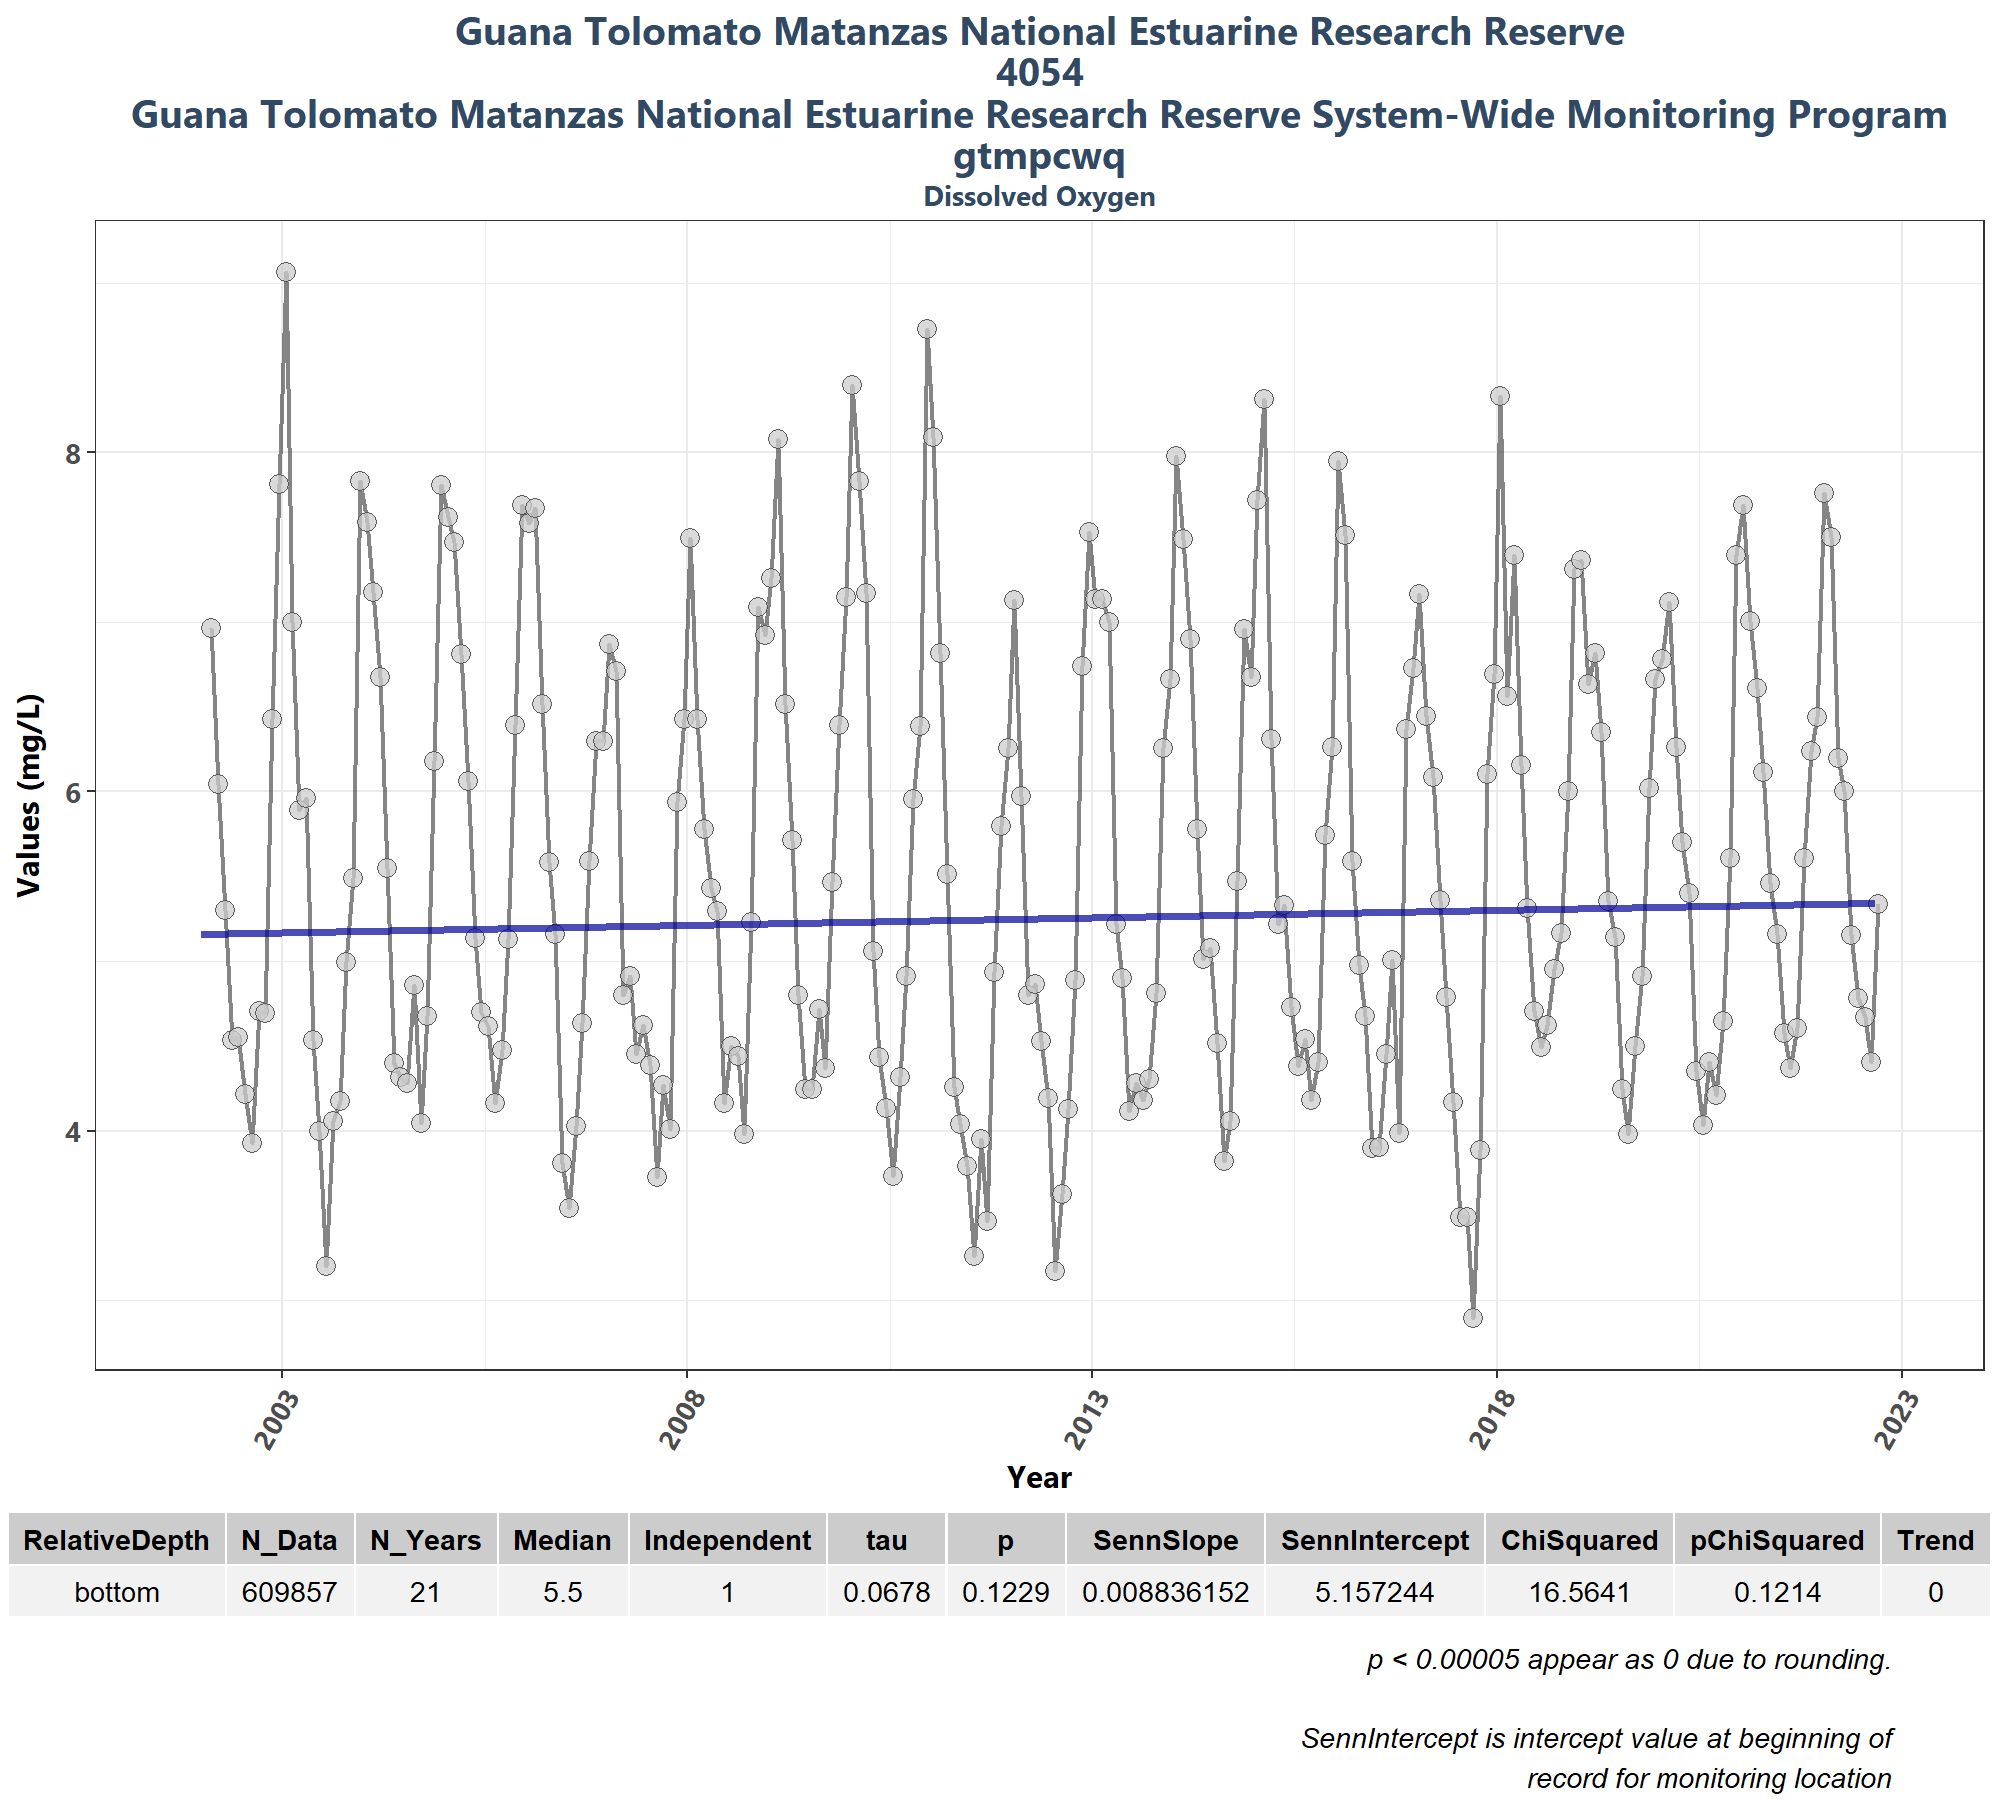 Guana Tolomato Matanzas National Estuarine Research Reserve
4054
Guana Tolomato Matanzas National Estuarine Research Reserve System-Wide Monitoring Program
gtmpcwq
Dissolved Oxygen
Values (mg/L)
8
6
4
2003 2008 2013 2018 2023
Year
RelativeDepth N_Data N_Years Median Independent tau p SennSlope SennIntercept ChiSquared pChiSquared Trend
bottom 609857 21 5.5 1 0.0678 0.1229 0.008836152 5.157244 16.5641 0.1214 0
p < 0.00005 appear as 0 due to rounding.
SennIntercept is intercept value at beginning of
record for monitoring location